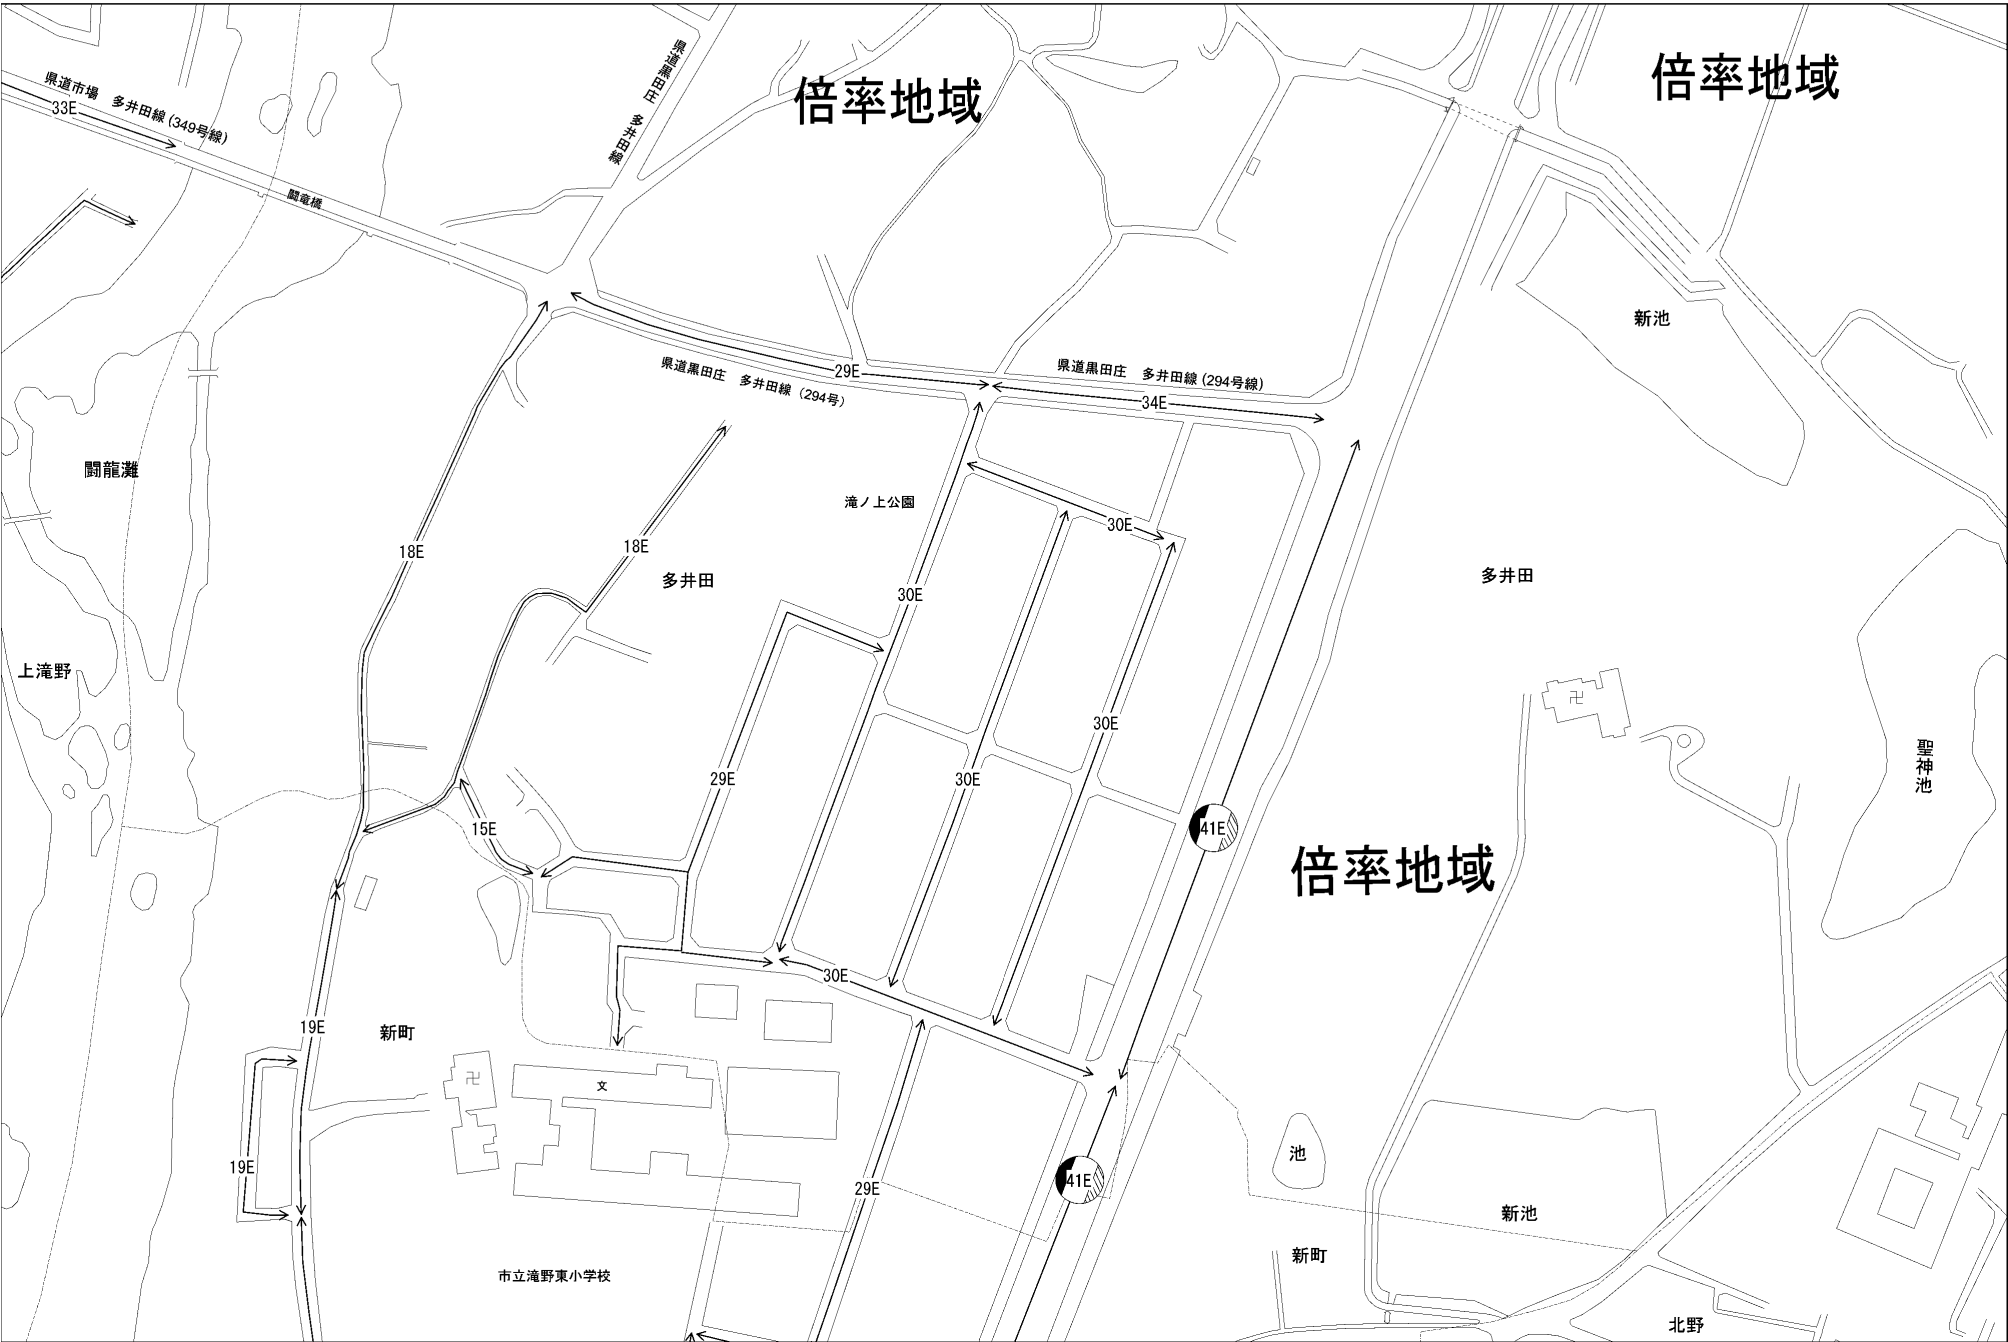 県道市場　多井田線(349号線)
33E
県道黒田庄　多井田線
倍率地域
倍率地域
闘竜橋
新池
29E
県道黒田庄　多井田線（294号）
県道黒田庄　多井田線(294号線)
34E
闘龍灘
滝ノ上公園
30E
18E
18E
多井田
30E
多井田
上滝野
30E
29E
30E
聖神池
15E
41E
倍率地域
30E
19E
新町
文
19E
29E
41E
池
新池
新町
市立滝野東小学校
北野